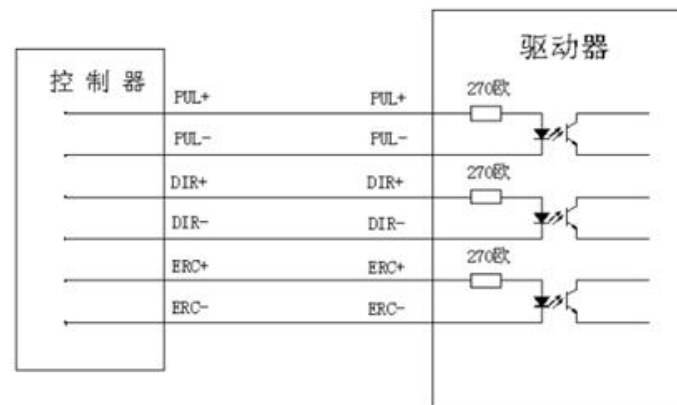 驱动器
控制器
270欧
PUL+ PUL+
PUL- PUL-
270欧
DIR+ DIR+
DIR- DIR-
270欧
ERC+ ERC+
ERC- ERC-